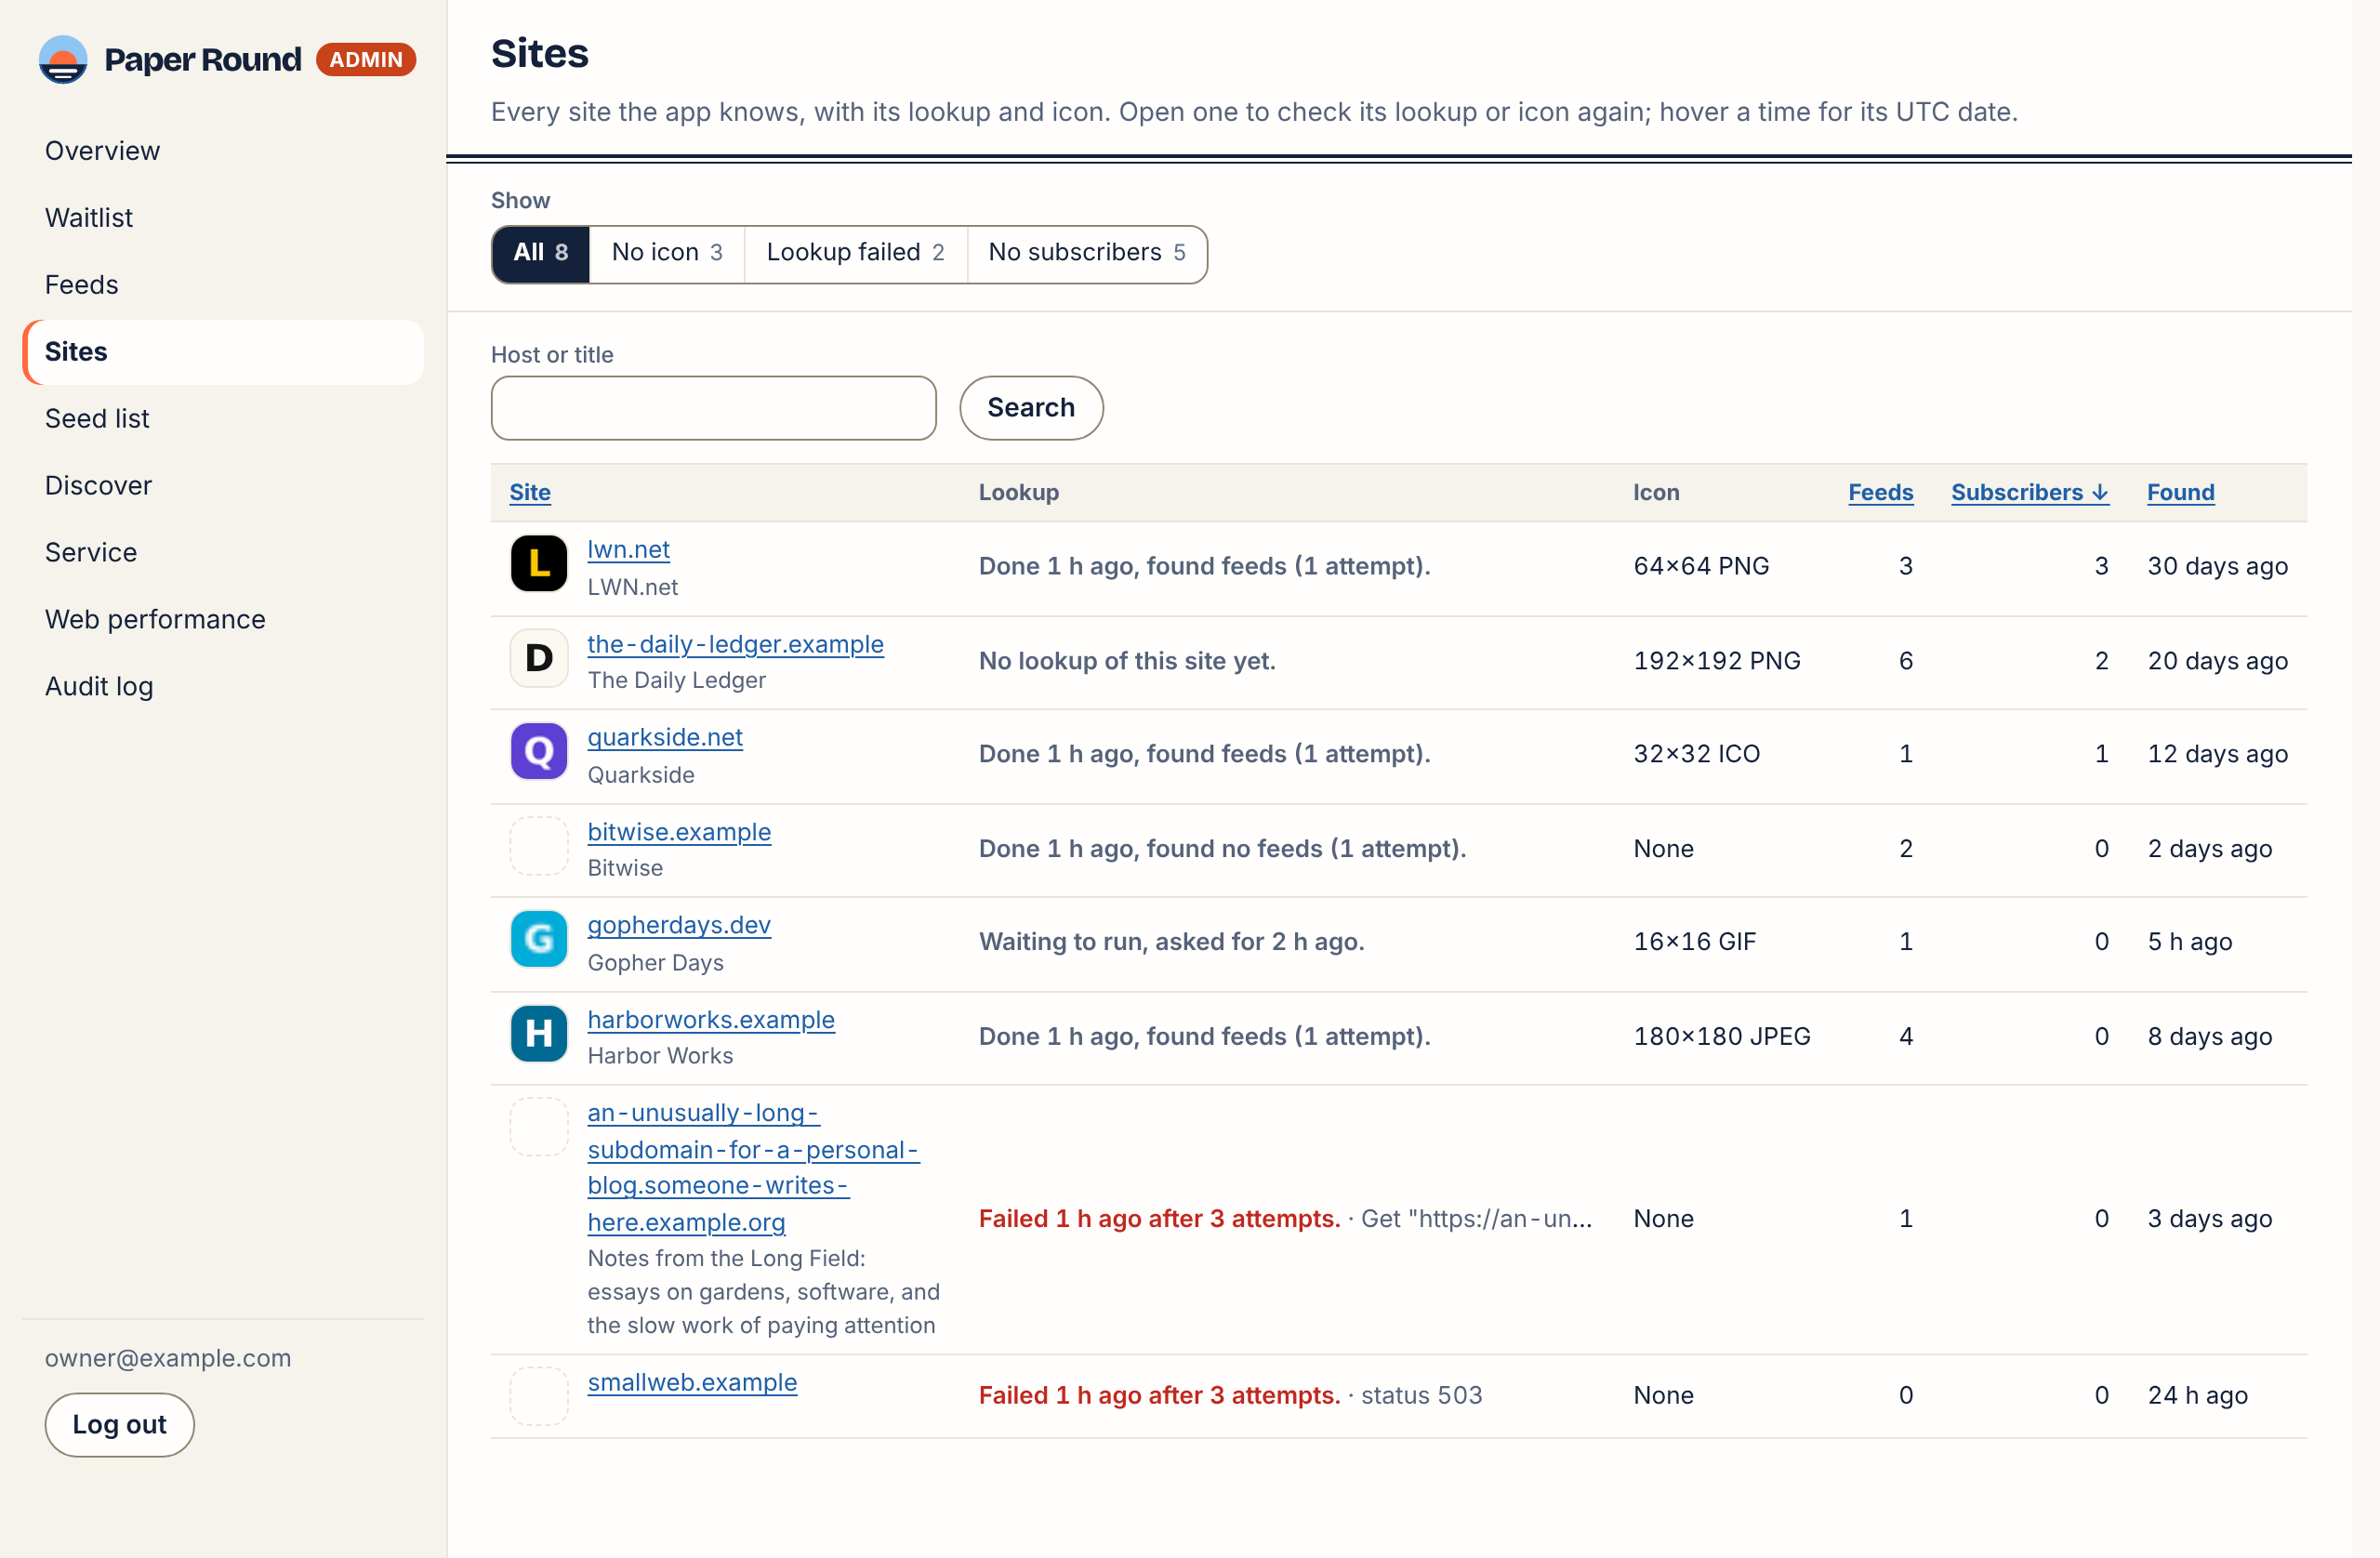 Paper Round ADMIN
Overview
Waitlist
Feeds
Sites
Seed list
Discover
Service
Web performance
Audit log
owner@example.com
Log out
Sites
Every site the app knows, with its lookup and icon. Open one to check its lookup or icon again; hover a time for its UTC date.
Show
All 8 No icon 3 Lookup failed 2 No subscribers 5
Host or title
Search
Site Lookup Icon Feeds Subscribers ↓ Found
L lwn.net Done 1 h ago, found feeds (1 attempt). 64×64 PNG 3 3 30 days ago
LWN.net
D the-daily-ledger.example No lookup of this site yet. 192×192 PNG 6 2 20 days ago
The Daily Ledger
Q quarkside.net Done 1 h ago, found feeds (1 attempt). 32×32 ICO 1 1 12 days ago
Quarkside
bitwise.example Done 1 h ago, found no feeds (1 attempt). None 2 0 2 days ago
Bitwise
G gopherdays.dev Waiting to run, asked for 2 h ago. 16×16 GIF 1 0 5 h ago
Gopher Days
H harborworks.example Done 1 h ago, found feeds (1 attempt). 180×180 JPEG 4 0 8 days ago
Harbor Works
an-unusually-long-
subdomain-for-a-personal-
blog.someone-writes-
here.example.org
Notes from the Long Field:
essays on gardens, software, and
the slow work of paying attention
Failed 1 h ago after 3 attempts. · Get "https://an-un... None 1 0 3 days ago
smallweb.example Failed 1 h ago after 3 attempts. · status 503 None 0 0 24 h ago